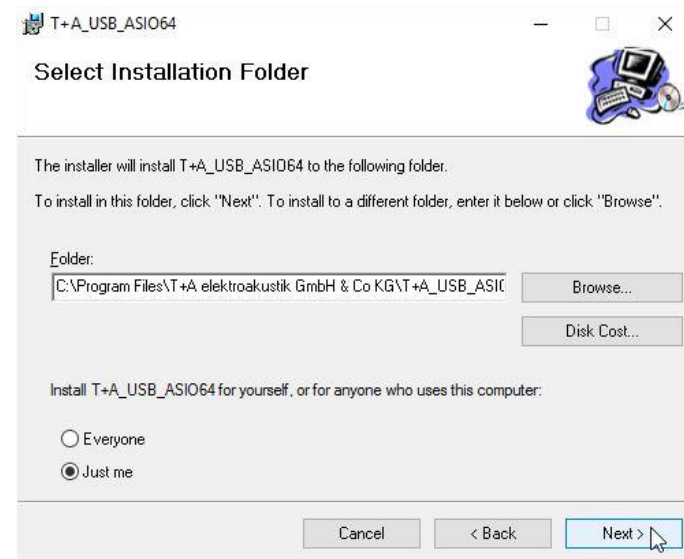 T+A_USB_ASIO64
Select Installation Folder
The installer will install T+A_USB_ASIO64 to the following folder.
To install in this folder, click "Next". To install to a different folder, enter it below or click "Browse".
Folder:
C:\Program Files\T+A elektroakustik GmbH & Co KG\T+A_USB_ASI
Browse...
Disk Cost...
Install T+A_USB_ASIO64 for yourself, or for anyone who uses this computer:
Everyone
Just me
Cancel
< Back
Next >